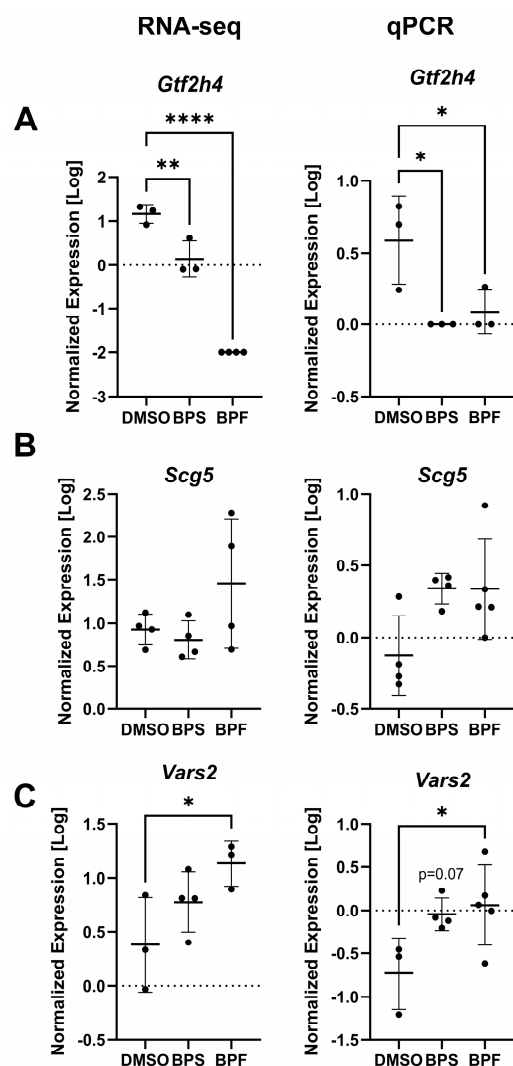 RNA-seq qPCR
A
Gtf2h4 Gtf2h4
**** *
** *
Normalized Expression [Log]
2
1
0
-1
-2
-3
DMSO BPS BPF
Normalized Expression [Log]
1.0
0.5
0.0
-0.5
DMSO BPS BPF
B
Scg5 Scg5
Normalized Expression [Log]
2.5
2.0
1.5
1.0
0.5
0.0
DMSO BPS BPF
Normalized Expression [Log]
1.0
0.5
0.0
-0.5
DMSO BPS BPF
C
Vars2 Vars2
* *
Normalized Expression [Log]
1.5
1.0
0.5
0.0
-0.5
DMSO BPS BPF
Normalized Expression [Log]
p=0.07
1.0
0.5
0.0
-0.5
-1.0
-1.5
DMSO BPS BPF